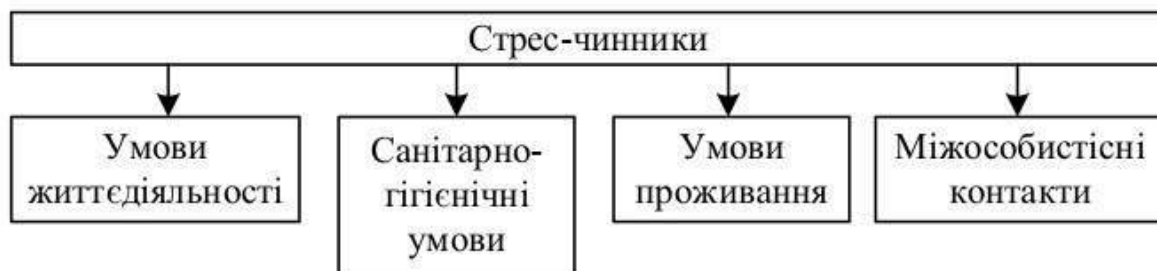 Стрес-чинники
Умови
життєдіяльності
Санітарно-
гігієнічні
умови
Умови
проживання
Міжособистісні
контакти